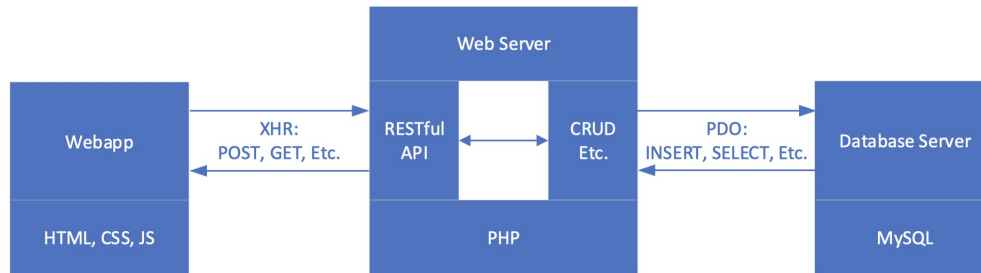 Web Server
Webapp
XHR:
POST, GET, Etc.
RESTful
API
CRUD
Etc.
PDO:
INSERT, SELECT, Etc.
Database Server
HTML, CSS, JS
PHP
MySQL